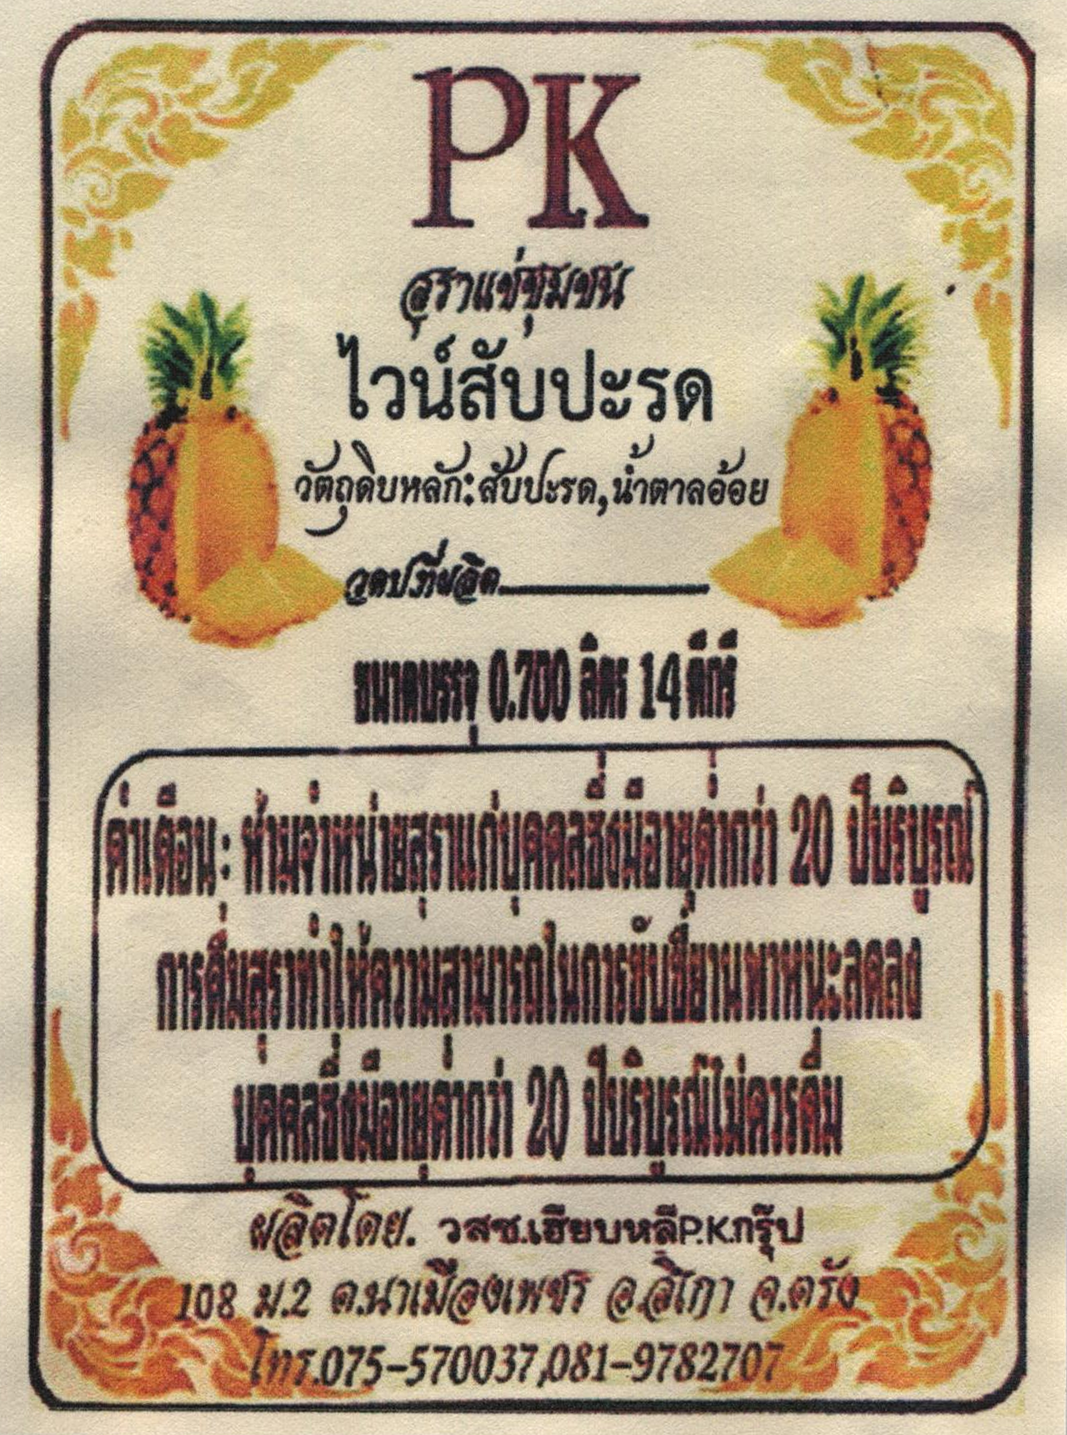 PK
สุราแช่ชุมชน
ไวน์สับปะรด
วัตถุดิบหลัก:สับปะรด,น้ำตาลอ้อย
วดปที่ผลิต
ขนาดบรรจุ 0.700 ลิตร 14 ดีกรี
คำเตือน: ห้ามจำหน่ายสุราแก่บุคคลซึ่งมีอายุต่ำกว่า 20 ปีบริบูรณ์
การดื่มสุราทำให้ความสามารถในการขับขี่ยานพาหนะลดลง
บุคคลซึ่งมีอายุต่ำกว่า 20 ปีบริบูรณ์ไม่ควรดื่ม
ผลิตโดย. วสช.เฮียบหลีP.K.กรุ๊ป
108 ม.2 ต.นาเมืองเพชร อ.สิเกา จ.ตรัง
โทร.075-570037,081-9782707